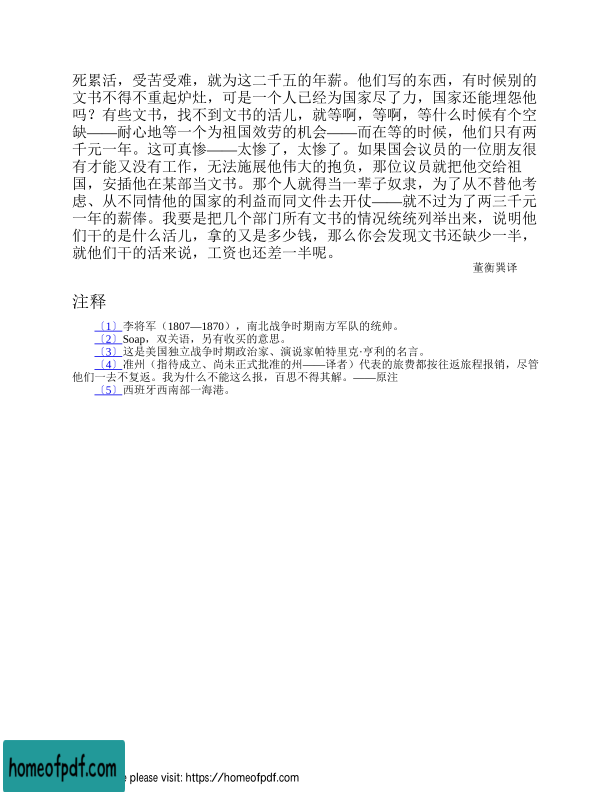 死累活，受苦受难，就为这二千五的年薪。他们写的东西，有时候别的
文书不得不重起炉灶，可是一个人已经为国家尽了力，国家还能埋怨他
吗？有些文书，找不到文书的活儿，就等啊，等啊，等什么时候有个空
缺——耐心地等一个为祖国效劳的机会——而在等的时候，他们只有两
千元一年。这可真惨——太惨了，太惨了。如果国会议员的一位朋友很
有才能又没有工作，无法施展他伟大的抱负，那位议员就把他交给祖
国，安插他在某部当文书。那个人就得当一辈子奴隶，为了从不替他考
虑、从不同情他的国家的利益而同文件去开仗——就不过为了两三千元
一年的薪俸。我要是把几个部门所有文书的情况统统列举出来，说明他
们干的是什么活儿，拿的又是多少钱，那么你会发现文书还缺少一半，
就他们干的活来说，工资也还差一半呢。
董衡巽译
注释
〔1〕李将军（1807—1870），南北战争时期南方军队的统帅。
〔2〕Soap，双关语，另有收买的意思。
〔3〕这是美国独立战争时期政治家、演说家帕特里克·亨利的名言。
〔4〕准州（指待成立、尚未正式批准的州——译者）代表的旅费都按往返旅程报销，尽管
他们一去不复返。我为什么不能这么报，百思不得其解。——原注
〔5〕西班牙西南部一海港。
homeofpdf.com
please visit: https://homeofpdf.com